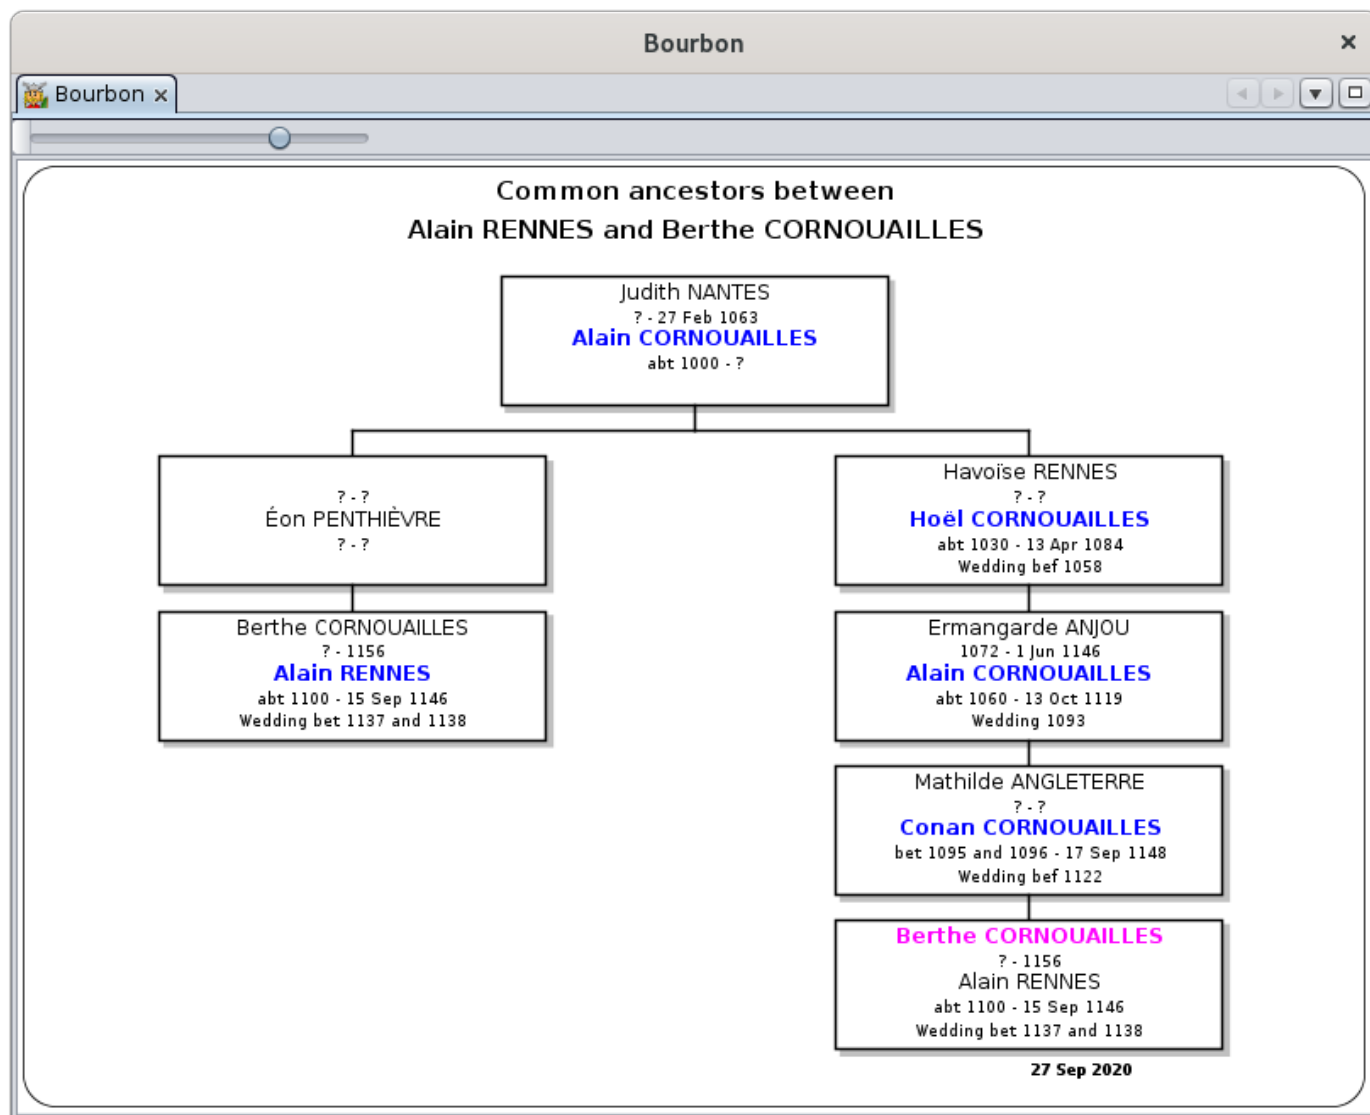 Bourbon
Bourbon
Common ancestors between
Alain RENNES and Berthe CORNOUAILLES
Judith NANTES
? - 27 Feb 1063
Alain CORNOUAILLES
abt 1000 - ?
? - ?
Éon PENTHIÈVRE
? - ?
Havoïse RENNES
? - ?
Hoël CORNOUAILLES
abt 1030 - 13 Apr 1084
Wedding bef 1058
Berthe CORNOUAILLES
? - 1156
Alain RENNES
abt 1100 - 15 Sep 1146
Wedding bet 1137 and 1138
Ermangarde ANJOU
1072 - 1 Jun 1146
Alain CORNOUAILLES
abt 1060 - 13 Oct 1119
Wedding 1093
Mathilde ANGLETERRE
? - ?
Conan CORNOUAILLES
bet 1095 and 1096 - 17 Sep 1148
Wedding bef 1122
Berthe CORNOUAILLES
? - 1156
Alain RENNES
abt 1100 - 15 Sep 1146
Wedding bet 1137 and 1138
27 Sep 2020